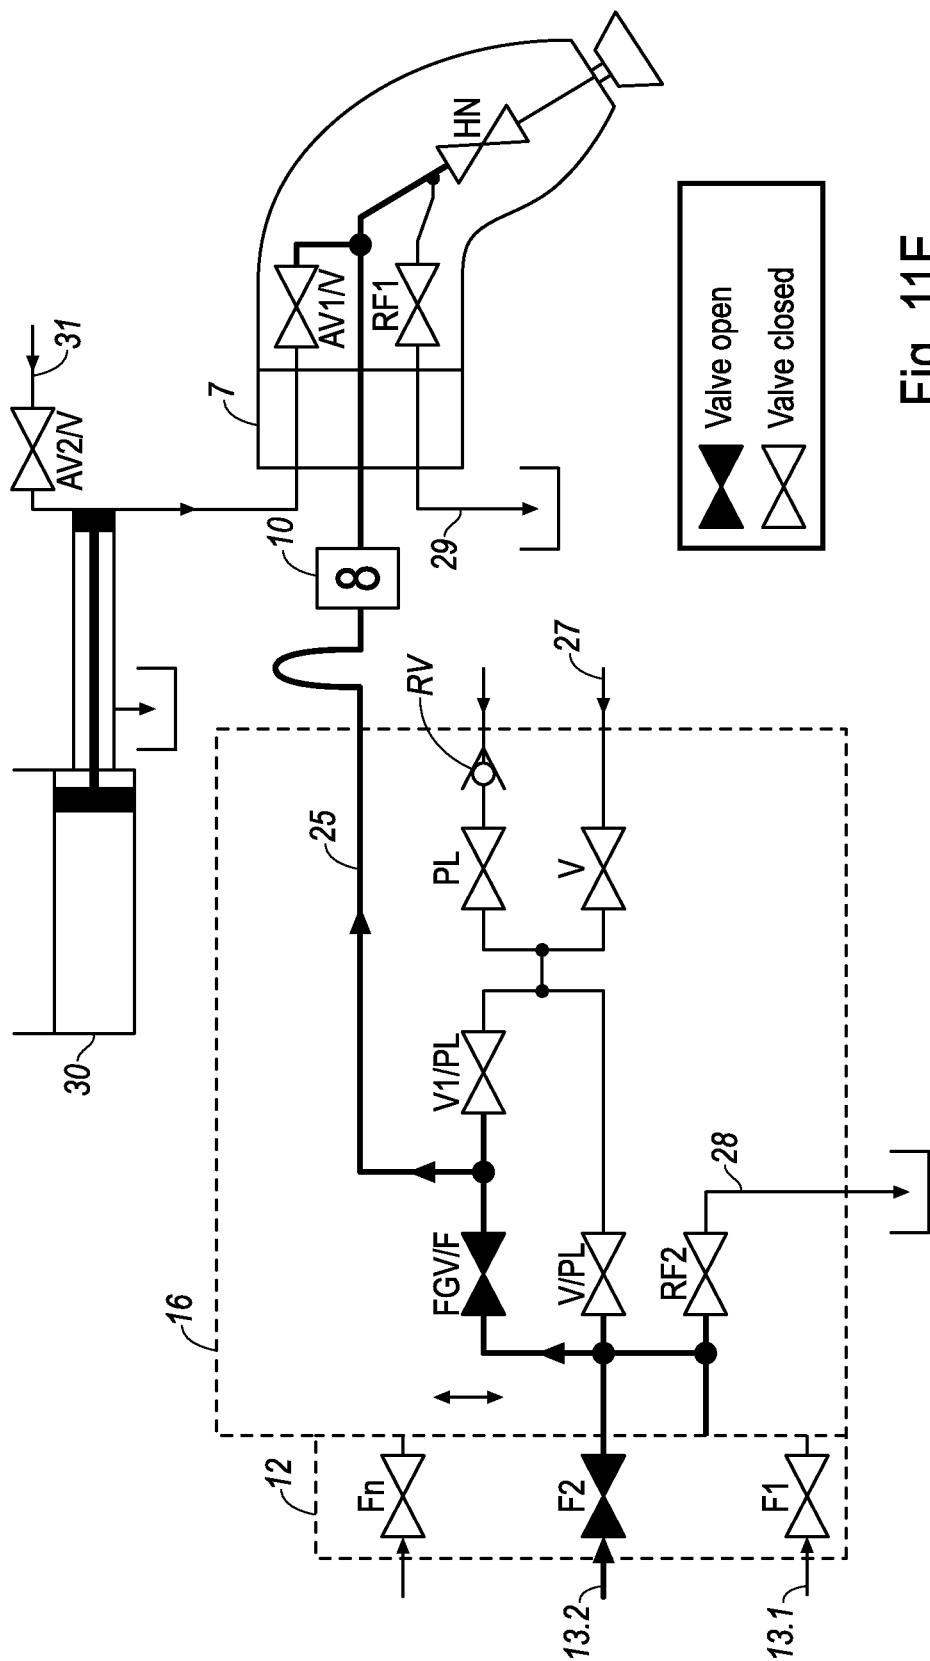 AV2/V
31
30
16
7
12
10
25
AV1/V
8
Fn
RF1
RV
FGV/F
V1/PL
PL
29
HN
13.2
F2
V/PL
V
27
RF2
28
13.1
F1
Valve open
Valve closed
Fig. 11F